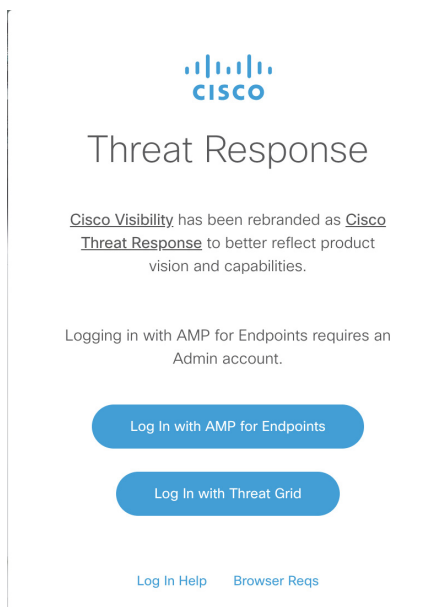 CISCO
Threat Response
Cisco Visibility has been rebranded as Cisco
Threat Response to better reflect product
vision and capabilities.
Logging in with AMP for Endpoints requires an
Admin account.
Log In with AMP for Endpoints
Log In with Threat Grid
Log In Help Browser Reqs